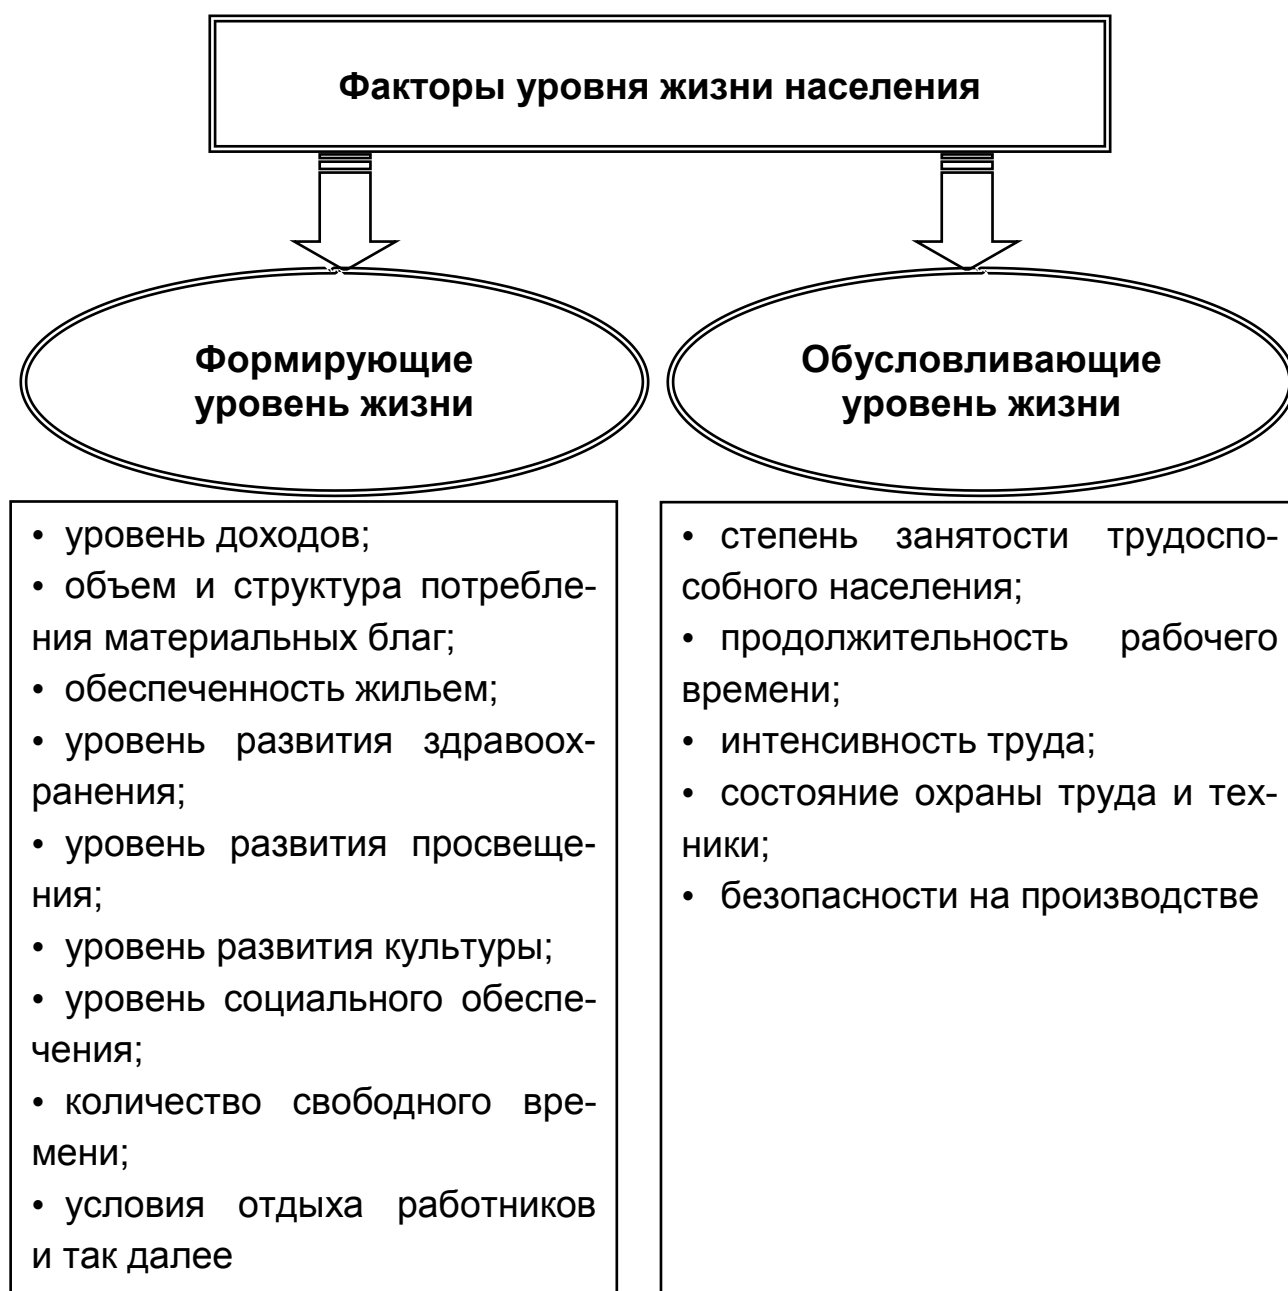 Факторы уровня жизни населения
Формирующие
уровень жизни
Обусловливающие
уровень жизни
• уровень доходов;
• объем и структура потребле-
ния материальных благ;
• обеспеченность жильем;
• уровень развития здравоох-
ранения;
• уровень развития просвеще-
ния;
• уровень развития культуры;
• уровень социального обеспе-
чения;
• количество свободного вре-
мени;
• условия отдыха работников
и так далее
• степень занятости трудоспо-
собного населения;
• продолжительность рабочего
времени;
• интенсивность труда;
• состояние охраны труда и тех-
ники;
• безопасности на производстве